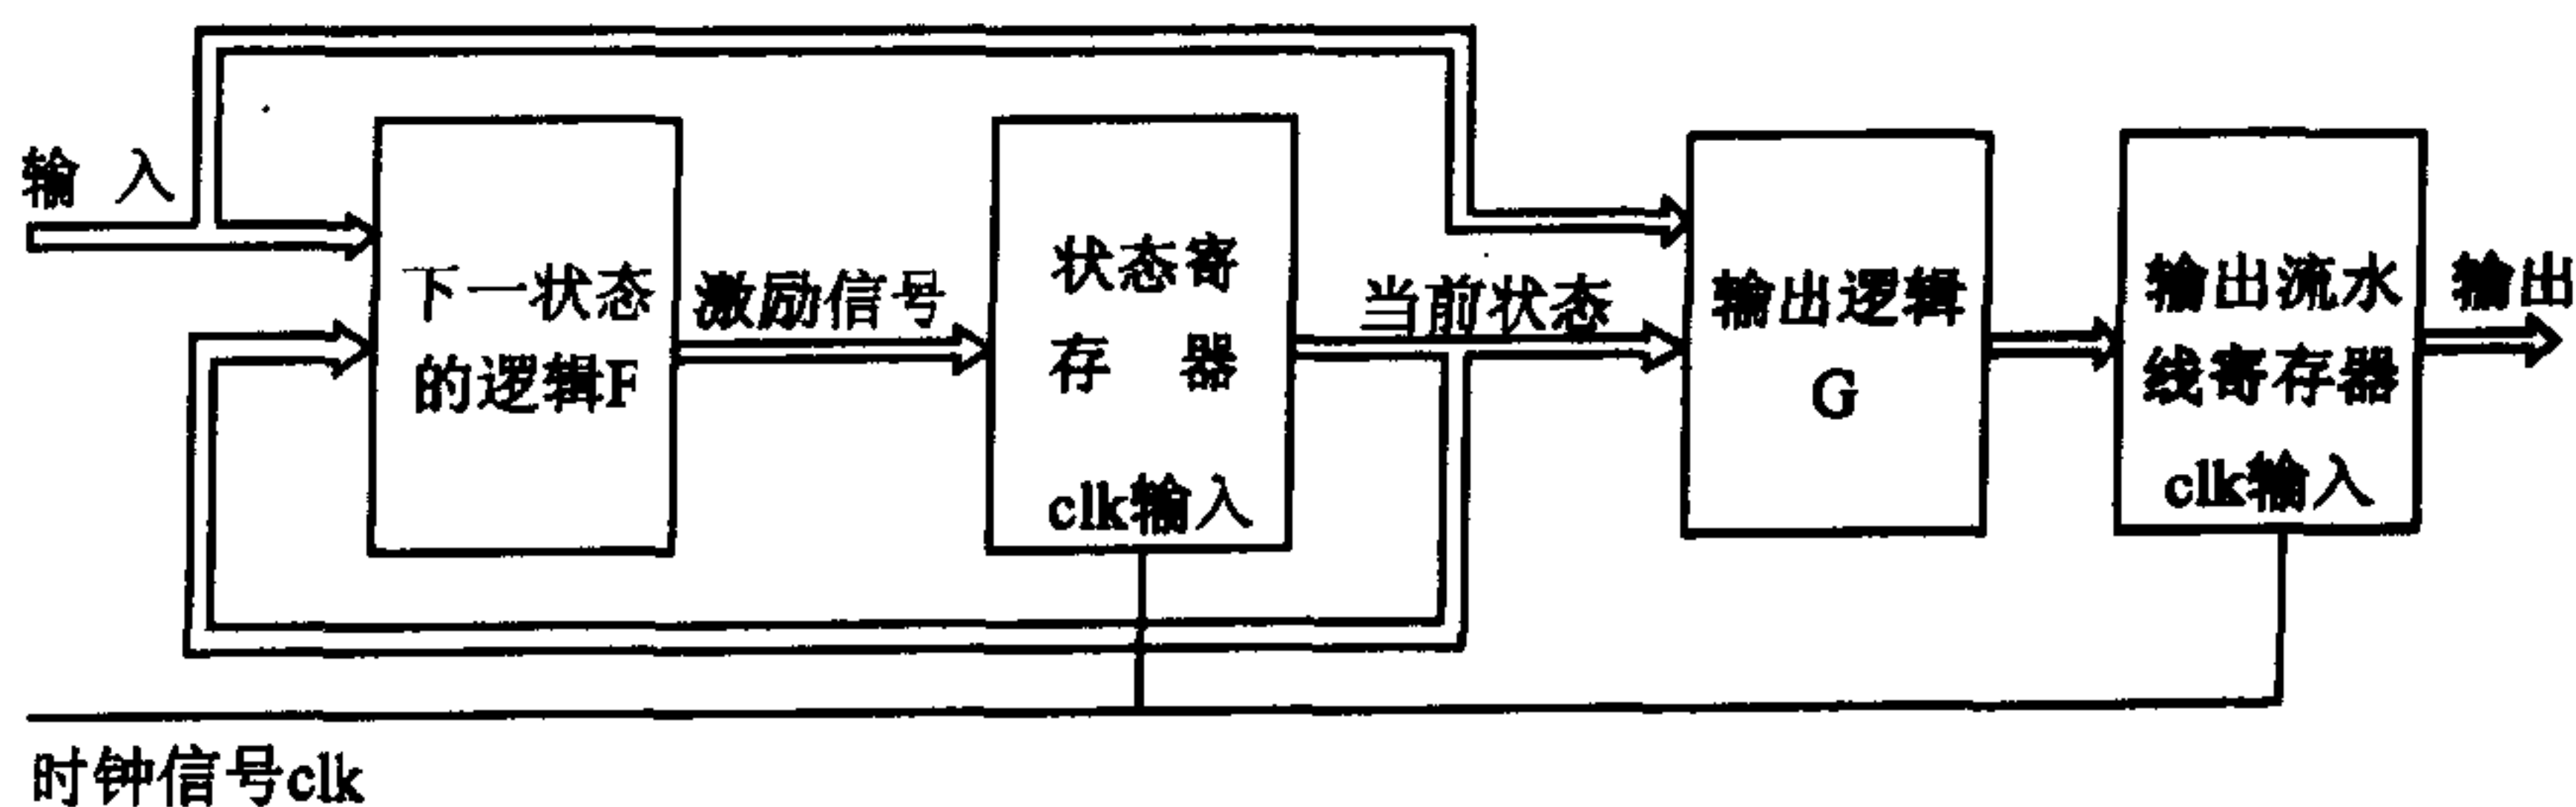 输 入
下一状态
的逻辑F
激励信号
状态寄
存 器
clk输入
当前状态
输出逻辑
G
输出流水
线寄存器
clk输入
输出
时钟信号clk